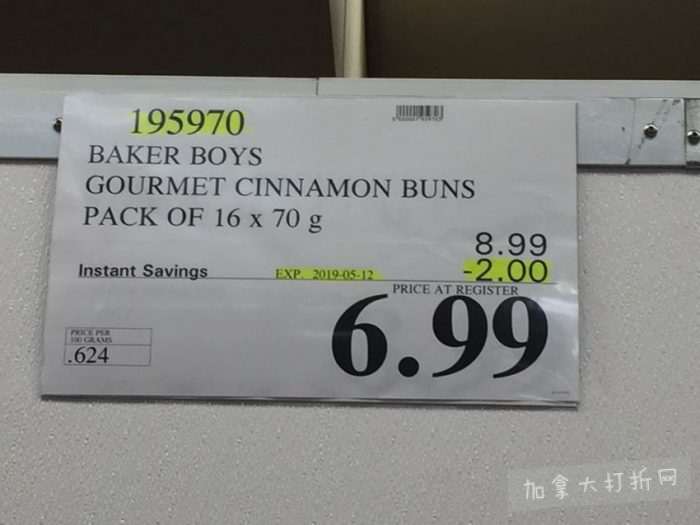 195970
BAKER BOYS
GOURMET CINNAMON BUNS
PACK OF 16 x 70 g
8.99
Instant Savings EXP. 2019-05-12 -2.00
PRICE AT REGISTER
6.99
PRICE PER
100 GRAMS
.624
加拿大打折网